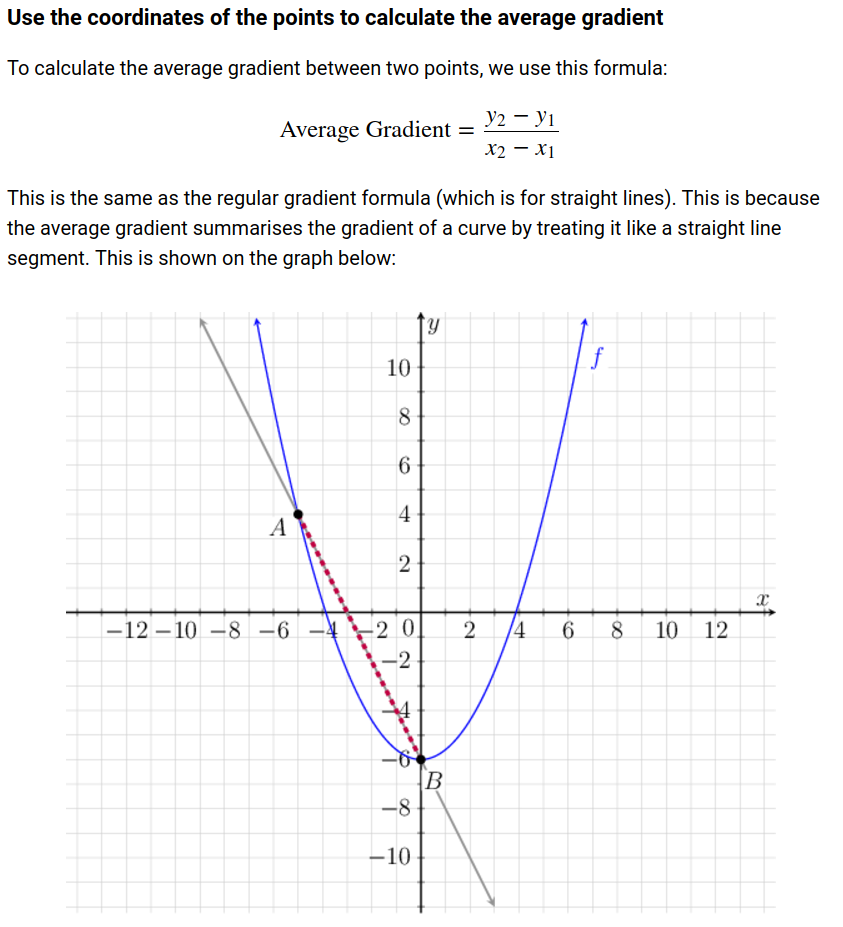 Use the coordinates of the points to calculate the average gradient
To calculate the average gradient between two points, we use this formula:
Average Gradient = \frac{y_2 − y_1}{x_2 − x_1}
This is the same as the regular gradient formula (which is for straight lines). This is because
the average gradient summarises the gradient of a curve by treating it like a straight line
segment. This is shown on the graph below:
y
f
10
8
6
4
A
2
x
−12 −10 −8 −6 −4 −2 0 2 4 6 8 10 12
−2
−4
−6
B
−8
−10